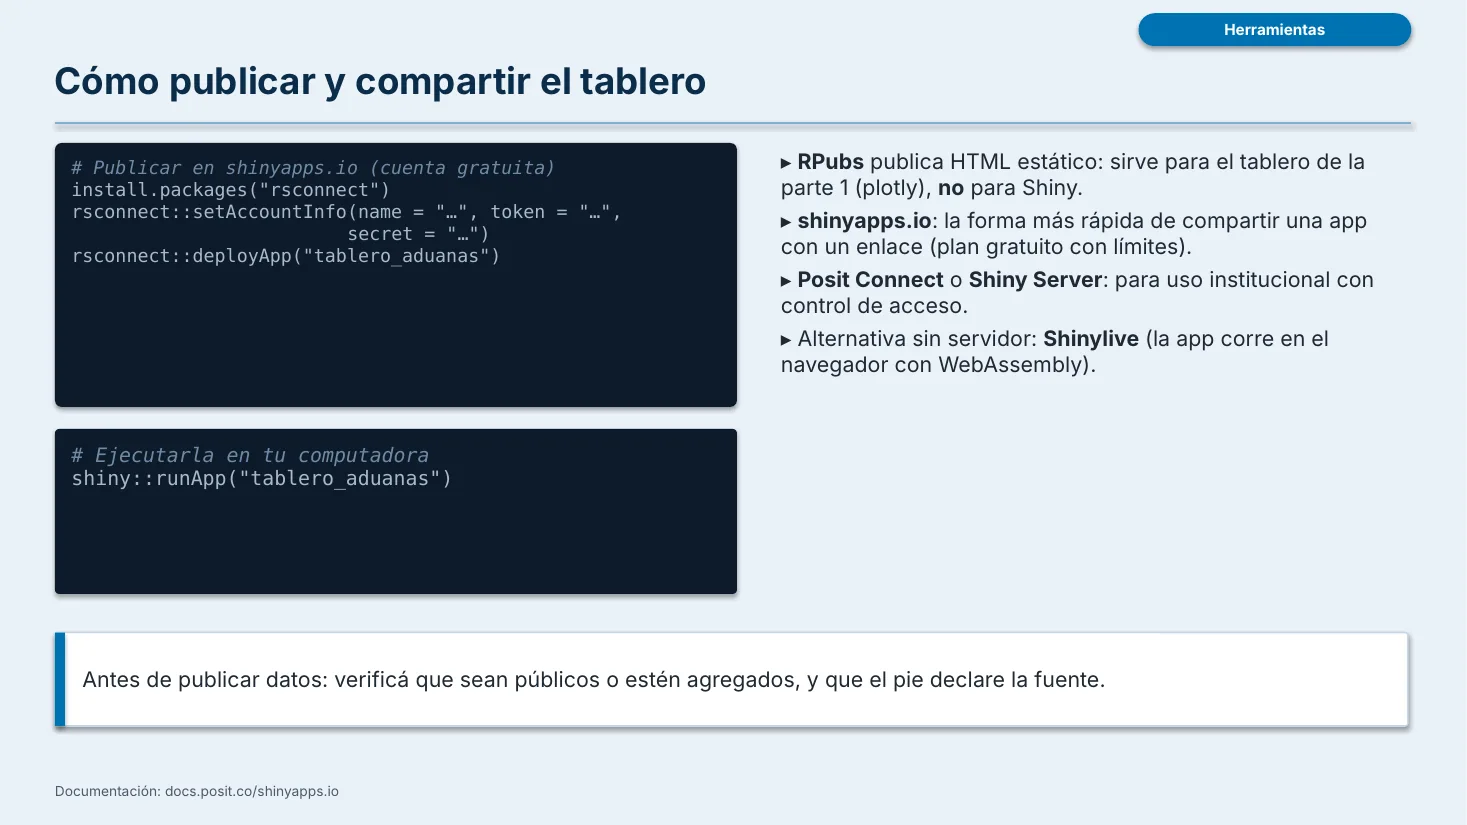 Herramientas
Cómo publicar y compartir el tablero
# Publicar en shinyapps.io (cuenta gratuita)
install.packages("rsconnect")
rsconnect::setAccountInfo(name = "…", token = "…",
                         secret = "…")
rsconnect::deployApp("tablero_aduanas")
# Ejecutarla en tu computadora
shiny::runApp("tablero_aduanas")
▸ RPubs publica HTML estático: sirve para el tablero de la
parte 1 (plotly), no para Shiny.
▸ shinyapps.io: la forma más rápida de compartir una app
con un enlace (plan gratuito con límites).
▸ Posit Connect o Shiny Server: para uso institucional con
control de acceso.
▸ Alternativa sin servidor: Shinylive (la app corre en el
navegador con WebAssembly).
Antes de publicar datos: verificá que sean públicos o estén agregados, y que el pie declare la fuente.
Documentación: docs.posit.co/shinyapps.io